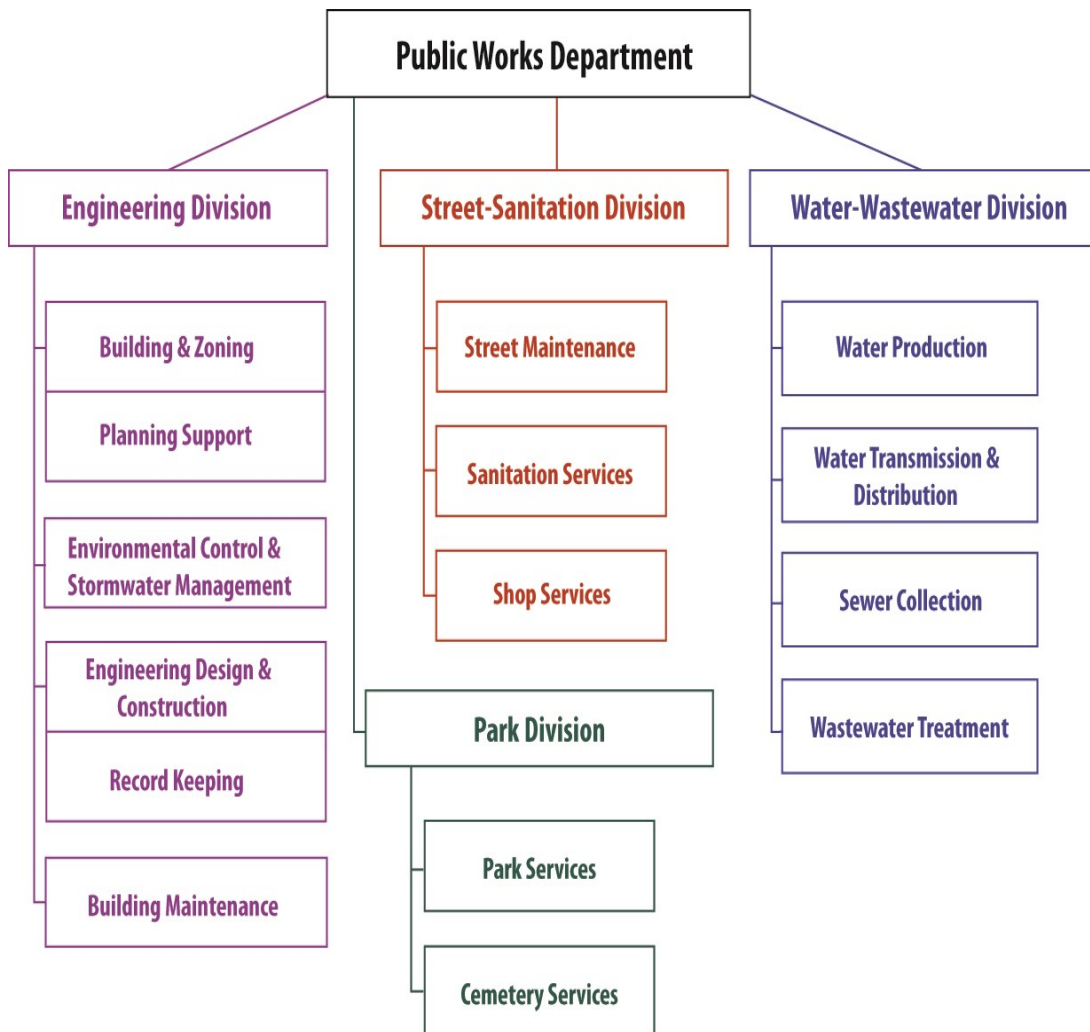 Public Works Department
Engineering Division
Building & Zoning
Planning Support
Environmental Control &
Stormwater Management
Engineering Design &
Construction
Record Keeping
Building Maintenance
Street-Sanitation Division
Street Maintenance
Sanitation Services
Shop Services
Park Division
Park Services
Cemetery Services
Water-Wastewater Division
Water Production
Water Transmission &
Distribution
Sewer Collection
Wastewater Treatment